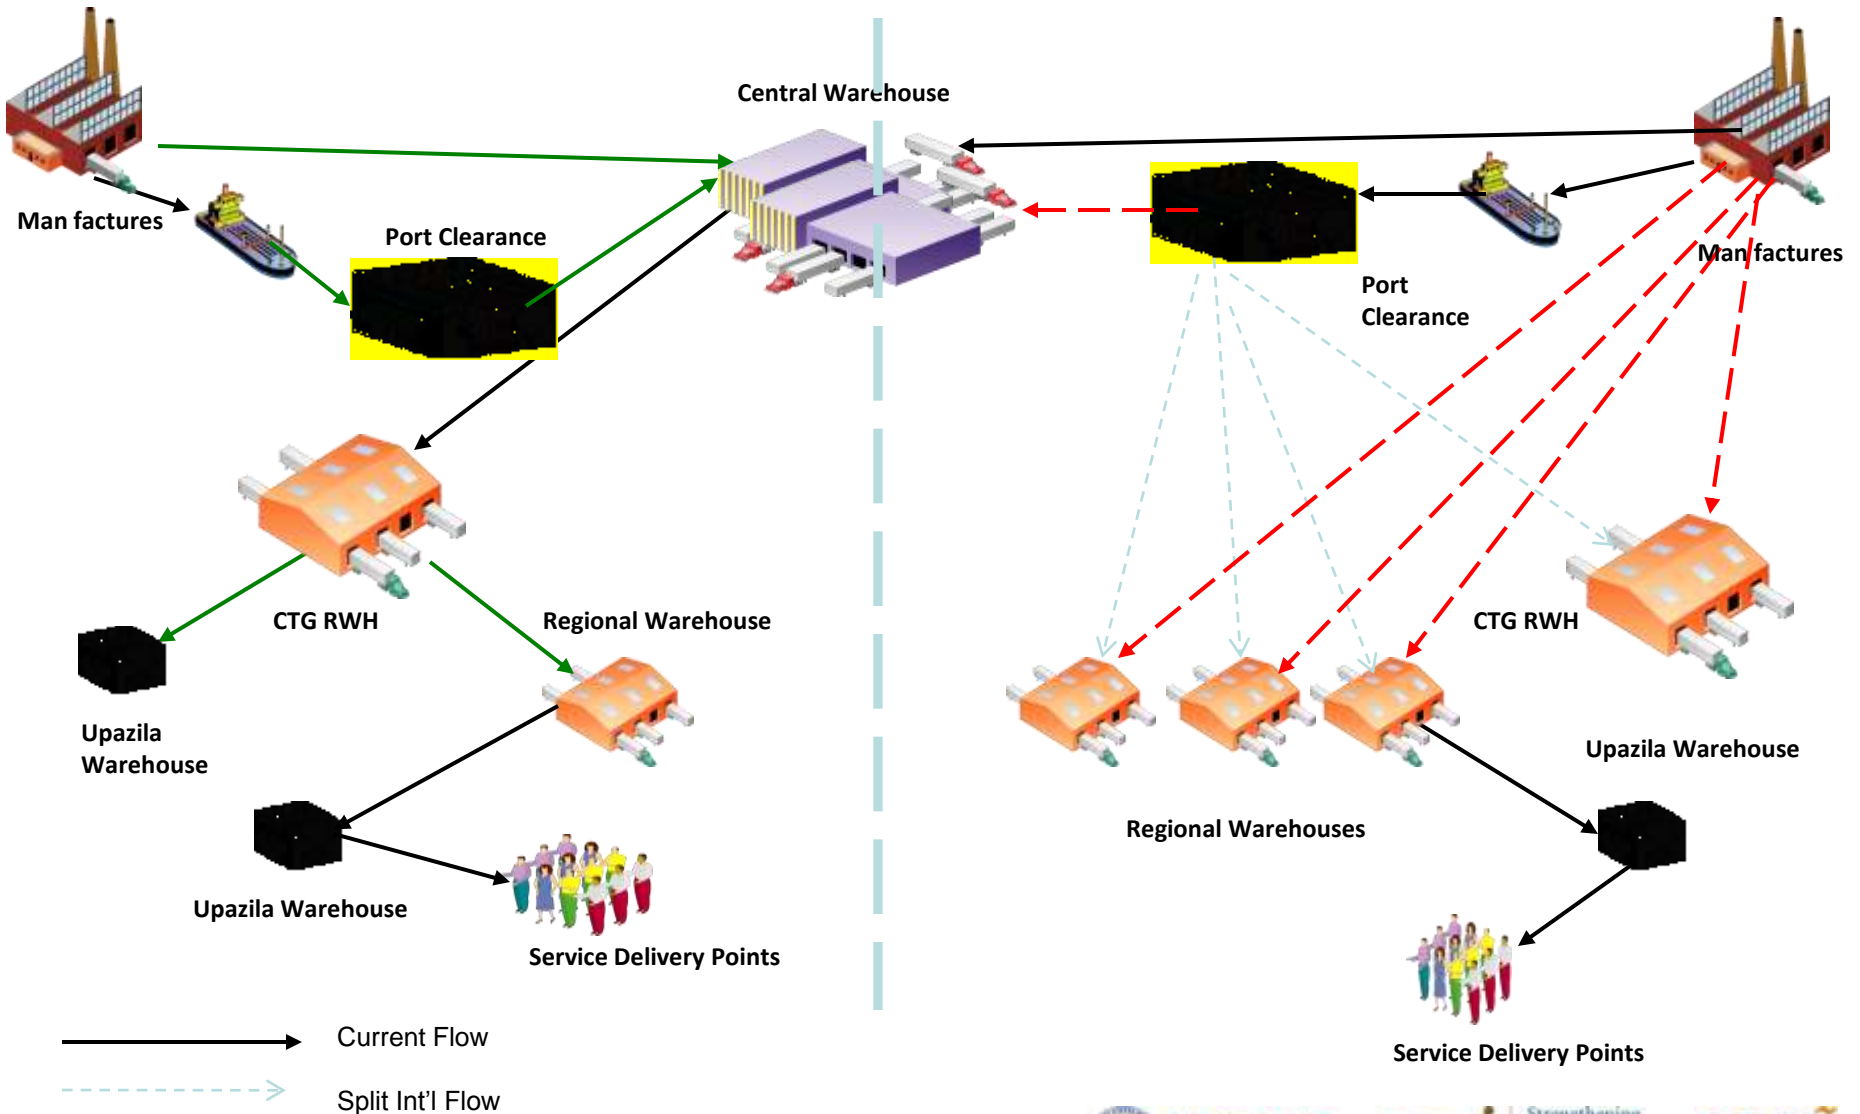 Central Warehouse
Man factures
Port Clearance
Man factures
Port
Clearance
CTG RWH
Regional Warehouse
CTG RWH
Upazila
Warehouse
Upazila Warehouse
Regional Warehouses
Upazila Warehouse
Service Delivery Points
Current Flow
Service Delivery Points
Split Int'l Flow
Strengthening